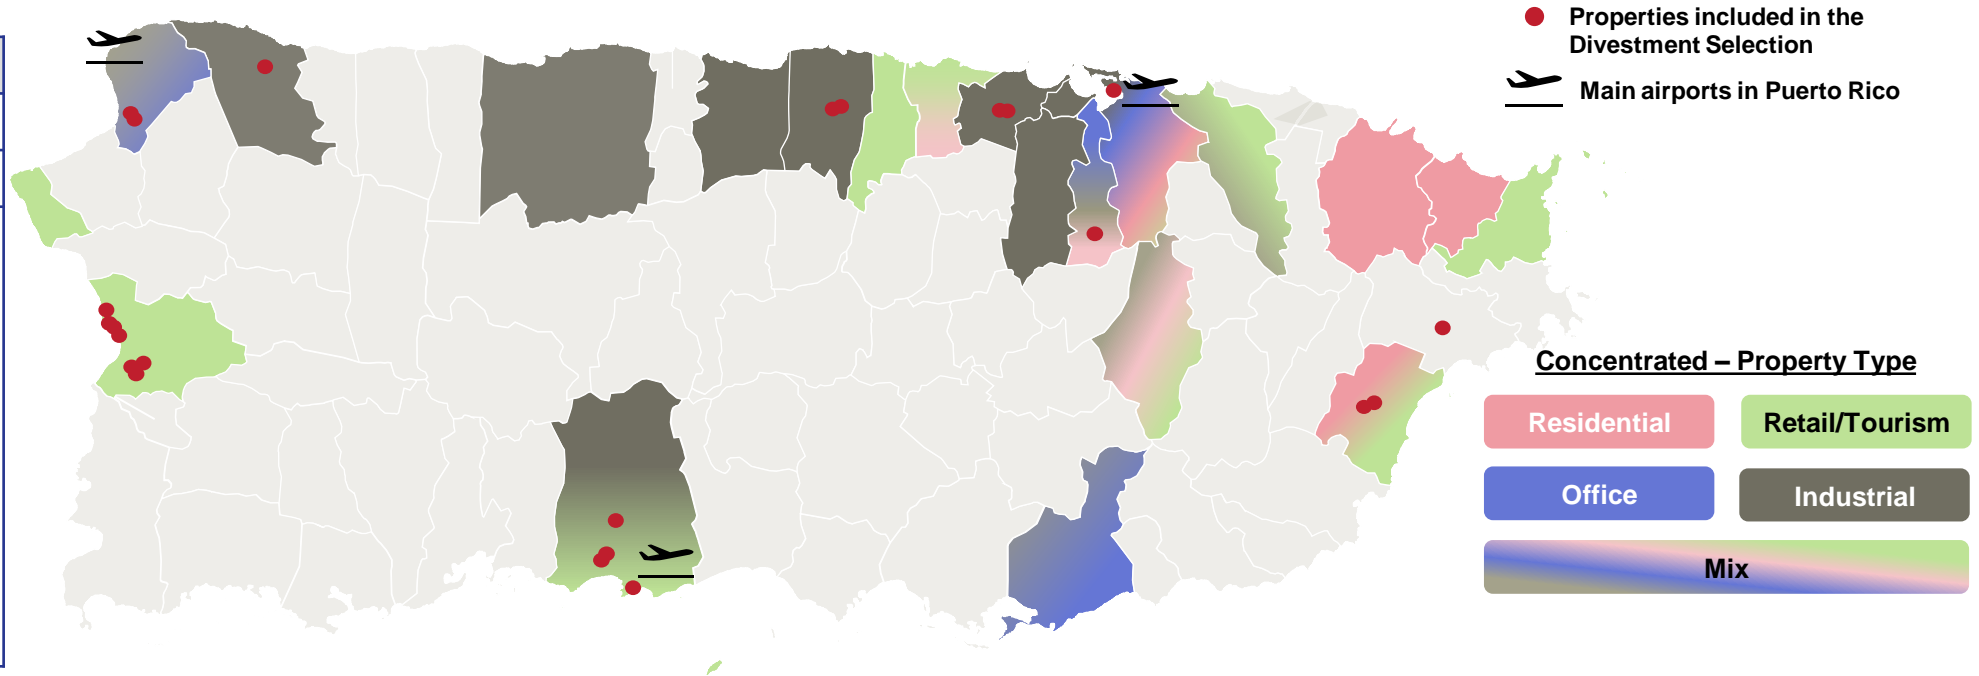 Properties included in the
Divestment Selection
Main airports in Puerto Rico
Concentrated – Property Type
Residential
Retail/Tourism
Office
Industrial
Mix